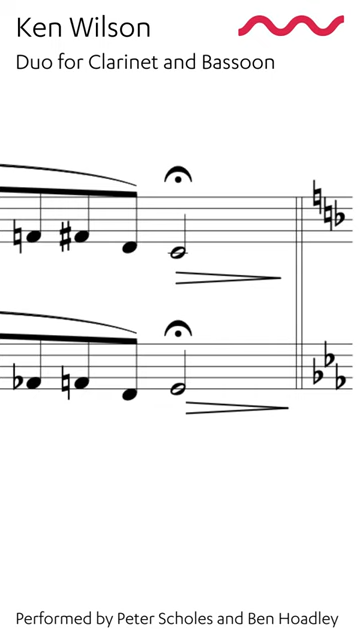 Ken Wilson
Duo for Clarinet and Bassoon
Performed by Peter Scholes and Ben Hoadley